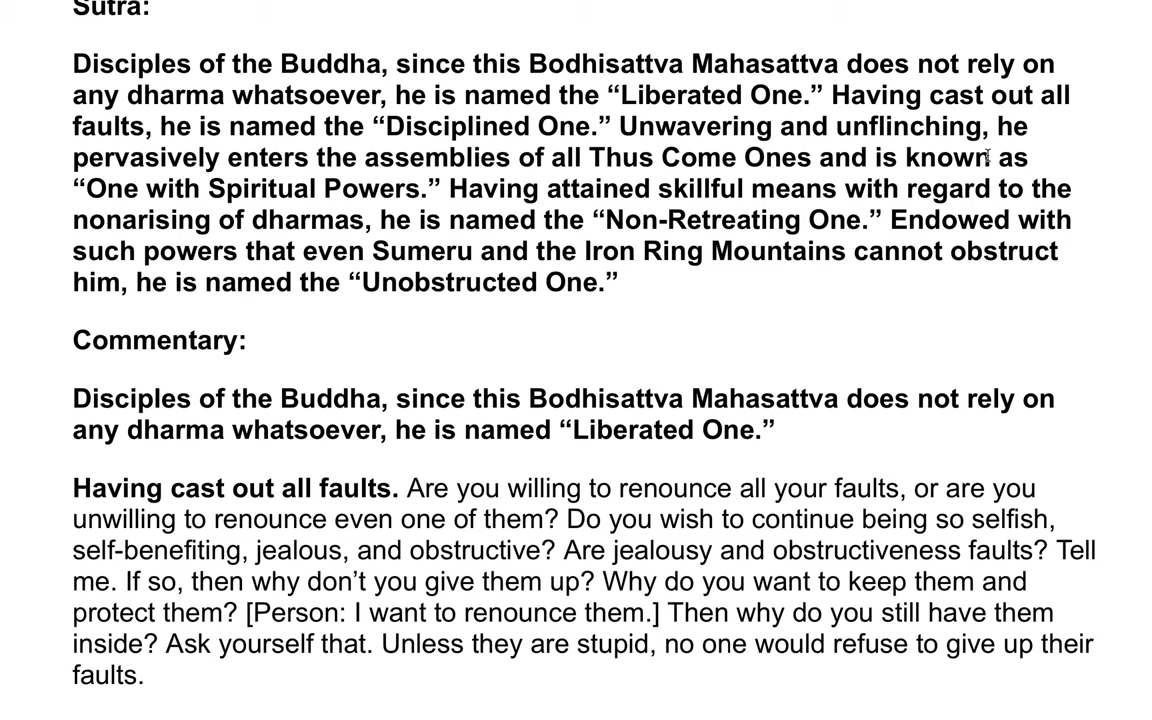 Sutra:
Disciples of the Buddha, since this Bodhisattva Mahasattva does not rely on
any dharma whatsoever, he is named the “Liberated One.” Having cast out all
faults, he is named the “Disciplined One.” Unwavering and unflinching, he
pervasively enters the assemblies of all Thus Come Ones and is known as
“One with Spiritual Powers.” Having attained skillful means with regard to the
nonarising of dharmas, he is named the “Non-Retreating One.” Endowed with
such powers that even Sumeru and the Iron Ring Mountains cannot obstruct
him, he is named the “Unobstructed One.”
Commentary:
Disciples of the Buddha, since this Bodhisattva Mahasattva does not rely on
any dharma whatsoever, he is named “Liberated One.”
Having cast out all faults. Are you willing to renounce all your faults, or are you
unwilling to renounce even one of them? Do you wish to continue being so selfish,
self-benefiting, jealous, and obstructive? Are jealousy and obstructiveness faults? Tell
me. If so, then why don’t you give them up? Why do you want to keep them and
protect them? [Person: I want to renounce them.] Then why do you still have them
inside? Ask yourself that. Unless they are stupid, no one would refuse to give up their
faults.